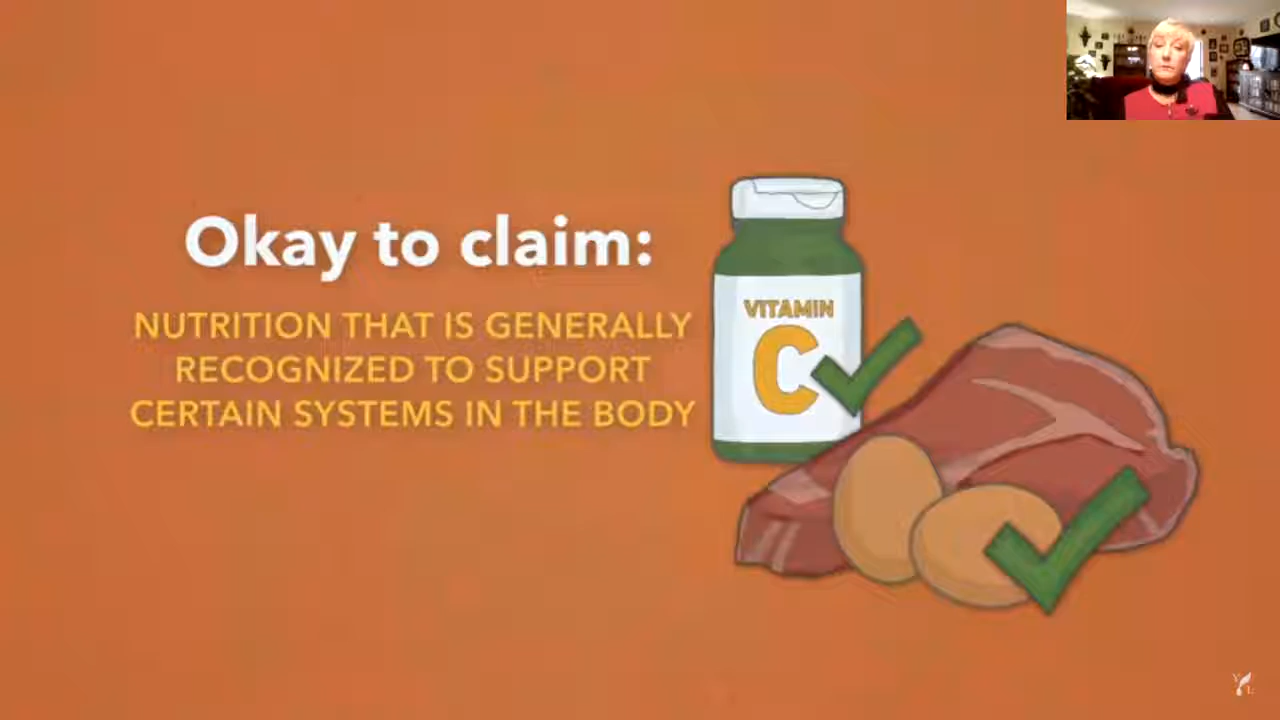 Okay to claim:
NUTRITION THAT IS GENERALLY
RECOGNIZED TO SUPPORT
CERTAIN SYSTEMS IN THE BODY
VITAMIN
C
Y
L